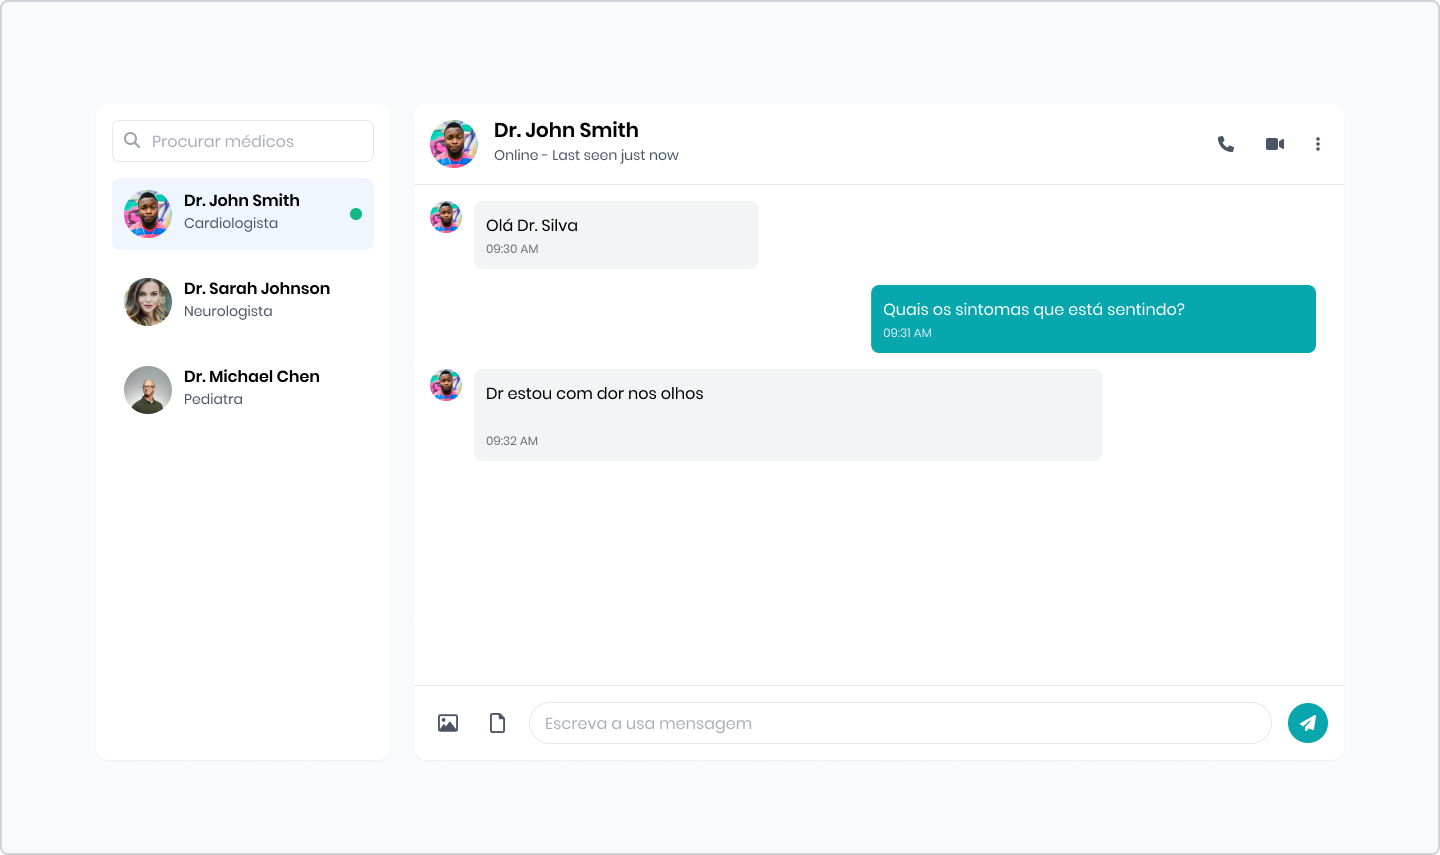 Procurar médicos
Dr. John Smith
Cardiologista
Dr. Sarah Johnson
Neurologista
Dr. Michael Chen
Pediatra
Dr. John Smith
Online - Last seen just now
Olá Dr. Silva
09:30 AM
Quais os sintomas que está sentindo?
09:31 AM
Dr estou com dor nos olhos
09:32 AM
Escreva a usa mensagem